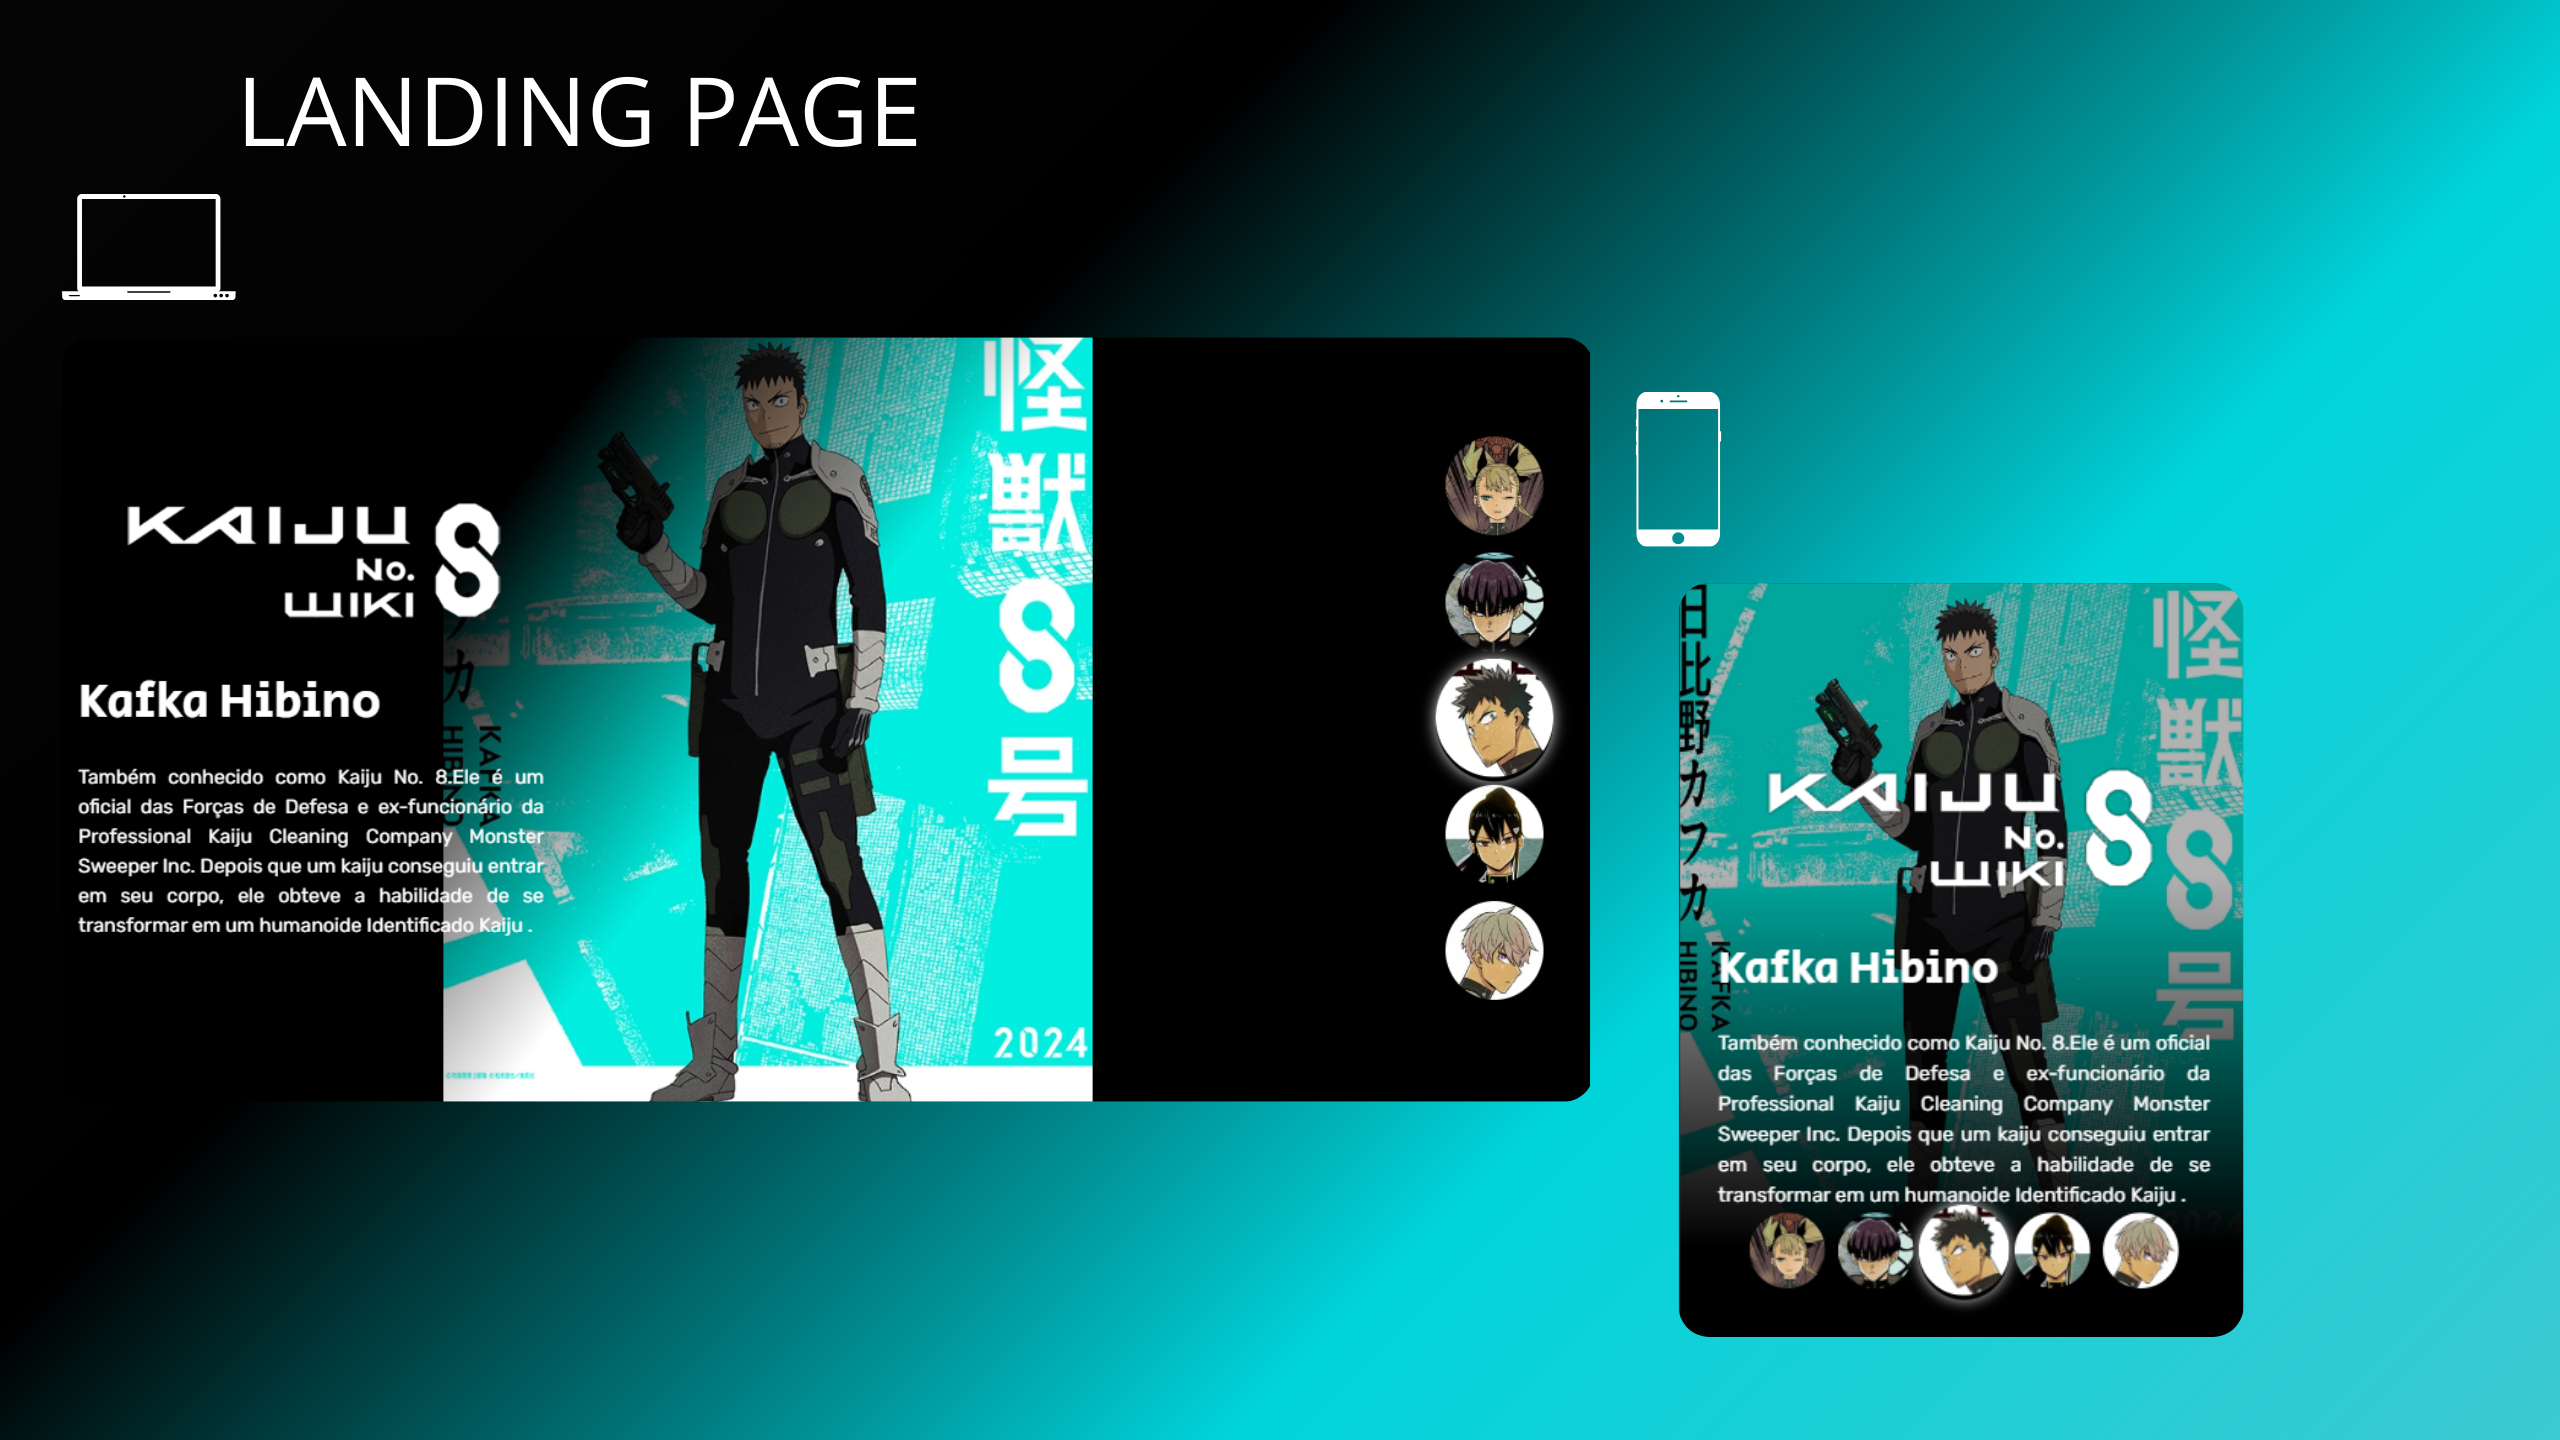 LANDING PAGE
KAIJU
No. 8
WIKI
Kafka Hibino
Também conhecido como Kaiju No. 8.Ele é um
oficial das Forças de Defesa e ex-funcionário da
Professional Kaiju Cleaning Company Monster
Sweeper Inc. Depois que um kaiju conseguiu entrar
em seu corpo, ele obteve a habilidade de se
transformar em um humanoide Identificado Kaiju .
フカ
KAFKA
HIBINO
怪獣8号
2024
日比野カフカ
KAFKA
HIBINO
怪獣8号
KAIJU
No. 8
WIKI
Kafka Hibino
Também conhecido como Kaiju No. 8.Ele é um oficial
das Forças de Defesa e ex-funcionário da
Professional Kaiju Cleaning Company Monster
Sweeper Inc. Depois que um kaiju conseguiu entrar
em seu corpo, ele obteve a habilidade de se
transformar em um humanoide Identificado Kaiju .
2024